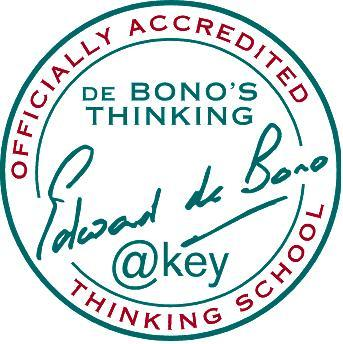 OFFICIALLY ACCREDITED
DE BONO'S
THINKING
Edward de Bono
@key
THINKING SCHOOL